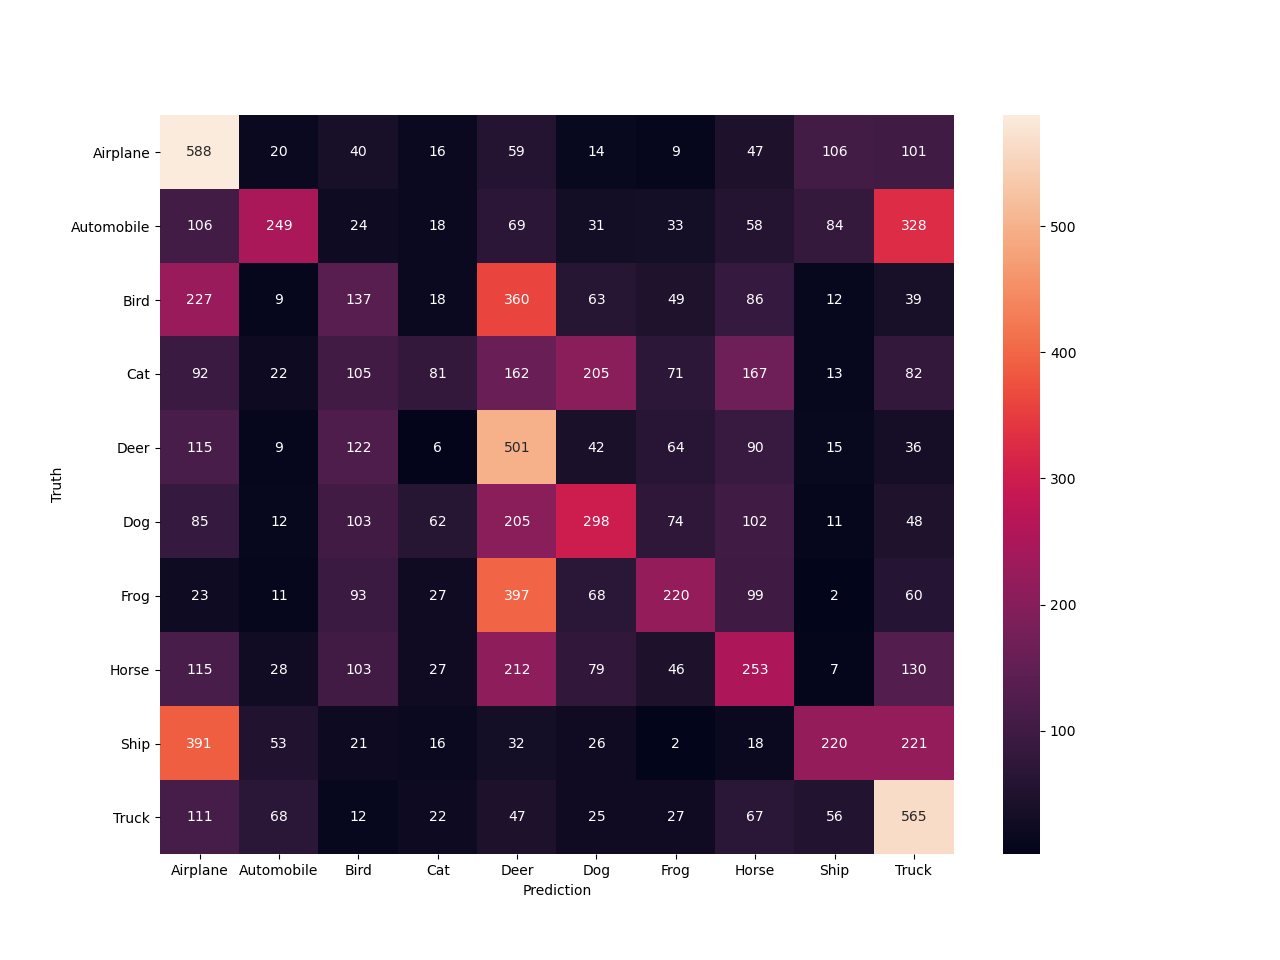 Airplane 588 20 40 16 59 14 9 47 106 101
Automobile 106 249 24 18 69 31 33 58 84 328
Bird 227 9 137 18 360 63 49 86 12 39
Cat 92 22 105 81 162 205 71 167 13 82
Deer 115 9 122 6 501 42 64 90 15 36
Dog 85 12 103 62 205 298 74 102 11 48
Frog 23 11 93 27 397 68 220 99 2 60
Horse 115 28 103 27 212 79 46 253 7 130
Ship 391 53 21 16 32 26 2 18 220 221
Truck 111 68 12 22 47 25 27 67 56 565
Airplane Automobile Bird Cat Deer Dog Frog Horse Ship Truck
Prediction
Truth
500
400
300
200
100